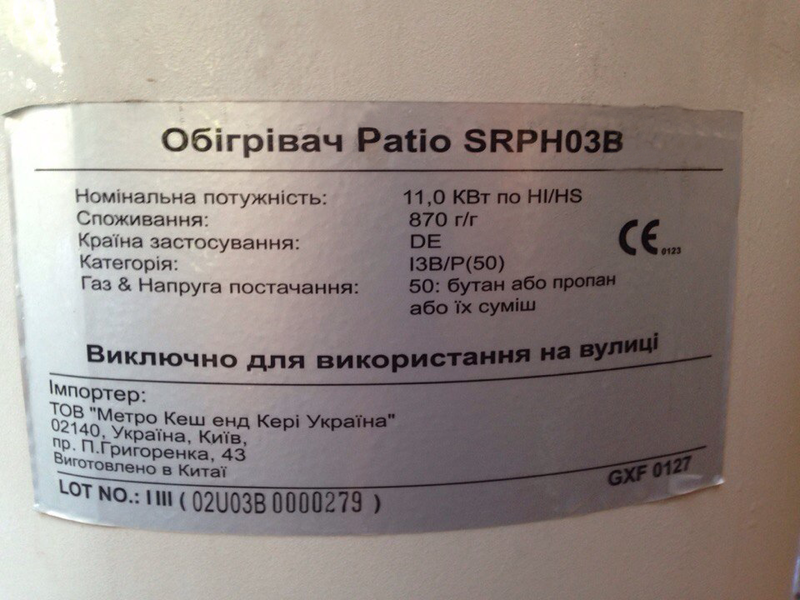 Обігрівач Patio SRPH03B
Номінальна потужність: 11,0 КВт по HI/HS
Споживання: 870 г/г
Країна застосування: DE
Категорія: I3B/P(50)
Газ & Напруга постачання: 50: бутан або пропан
або їх суміш
CE 0123
Виключно для використання на вулиці
Імпортер:
ТОВ "Метро Кеш енд Кері Україна"
02140, Україна, Київ,
пр. П.Григоренка, 43
Виготовлено в Китаї
GXF 0127
LOT NO.: I III ( 02U03B 0000279 )